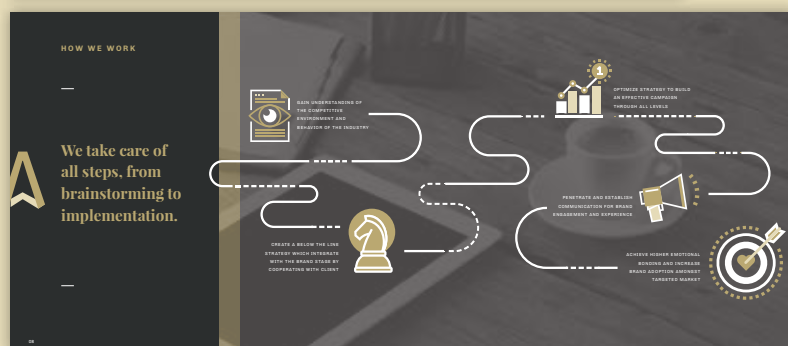 HOW WE WORK
We take care of
all steps, from
brainstorming to
implementation.
GAIN UNDERSTANDING OF
THE COMPETITIVE
ENVIRONMENT AND
BEHAVIOR OF THE INDUSTRY
CREATE A BELOW THE LINE
STRATEGY WHICH INTEGRATE
WITH THE BRAND STAGE BY
COOPERATING WITH CLIENT
1
OPTIMIZE STRATEGY TO BUILD
AN EFFECTIVE CAMPAIGN
THROUGH ALL LEVELS
PENETRATE AND ESTABLISH
COMMUNICATION FOR BRAND
ENGAGEMENT AND EXPERIENCE
ACHIEVE HIGHER EMOTIONAL
BONDING AND INCREASE
BRAND ADOPTION AMONGST
TARGETED MARKET